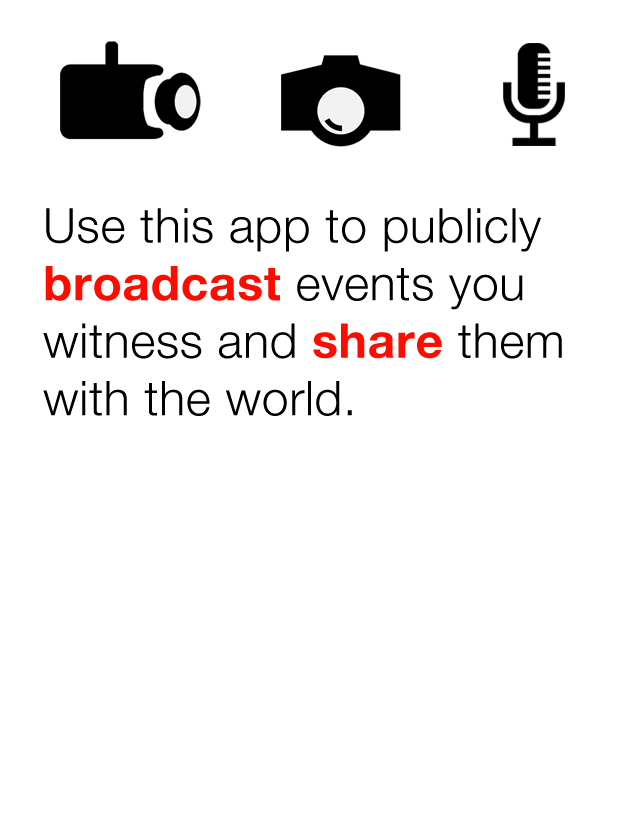 Use this app to publicly
broadcast events you
witness and share them
with the world.